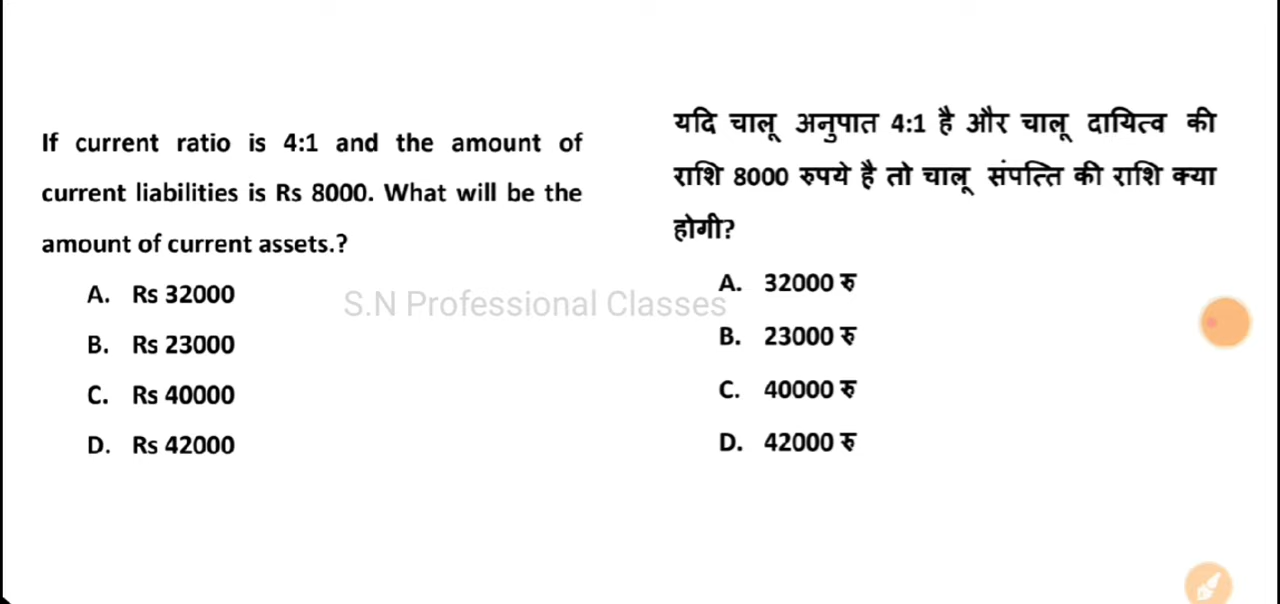 If current ratio is 4:1 and the amount of
current liabilities is Rs 8000. What will be the
amount of current assets.?
A. Rs 32000
B. Rs 23000
C. Rs 40000
D. Rs 42000
S.N Professional Classes
यदि चालू अनुपात 4:1 है और चालू दायित्व की
राशि 8000 रुपये है तो चालू संपत्ति की राशि क्या
होगी?
A. 32000 रु
B. 23000 रु
C. 40000 रु
D. 42000 रु